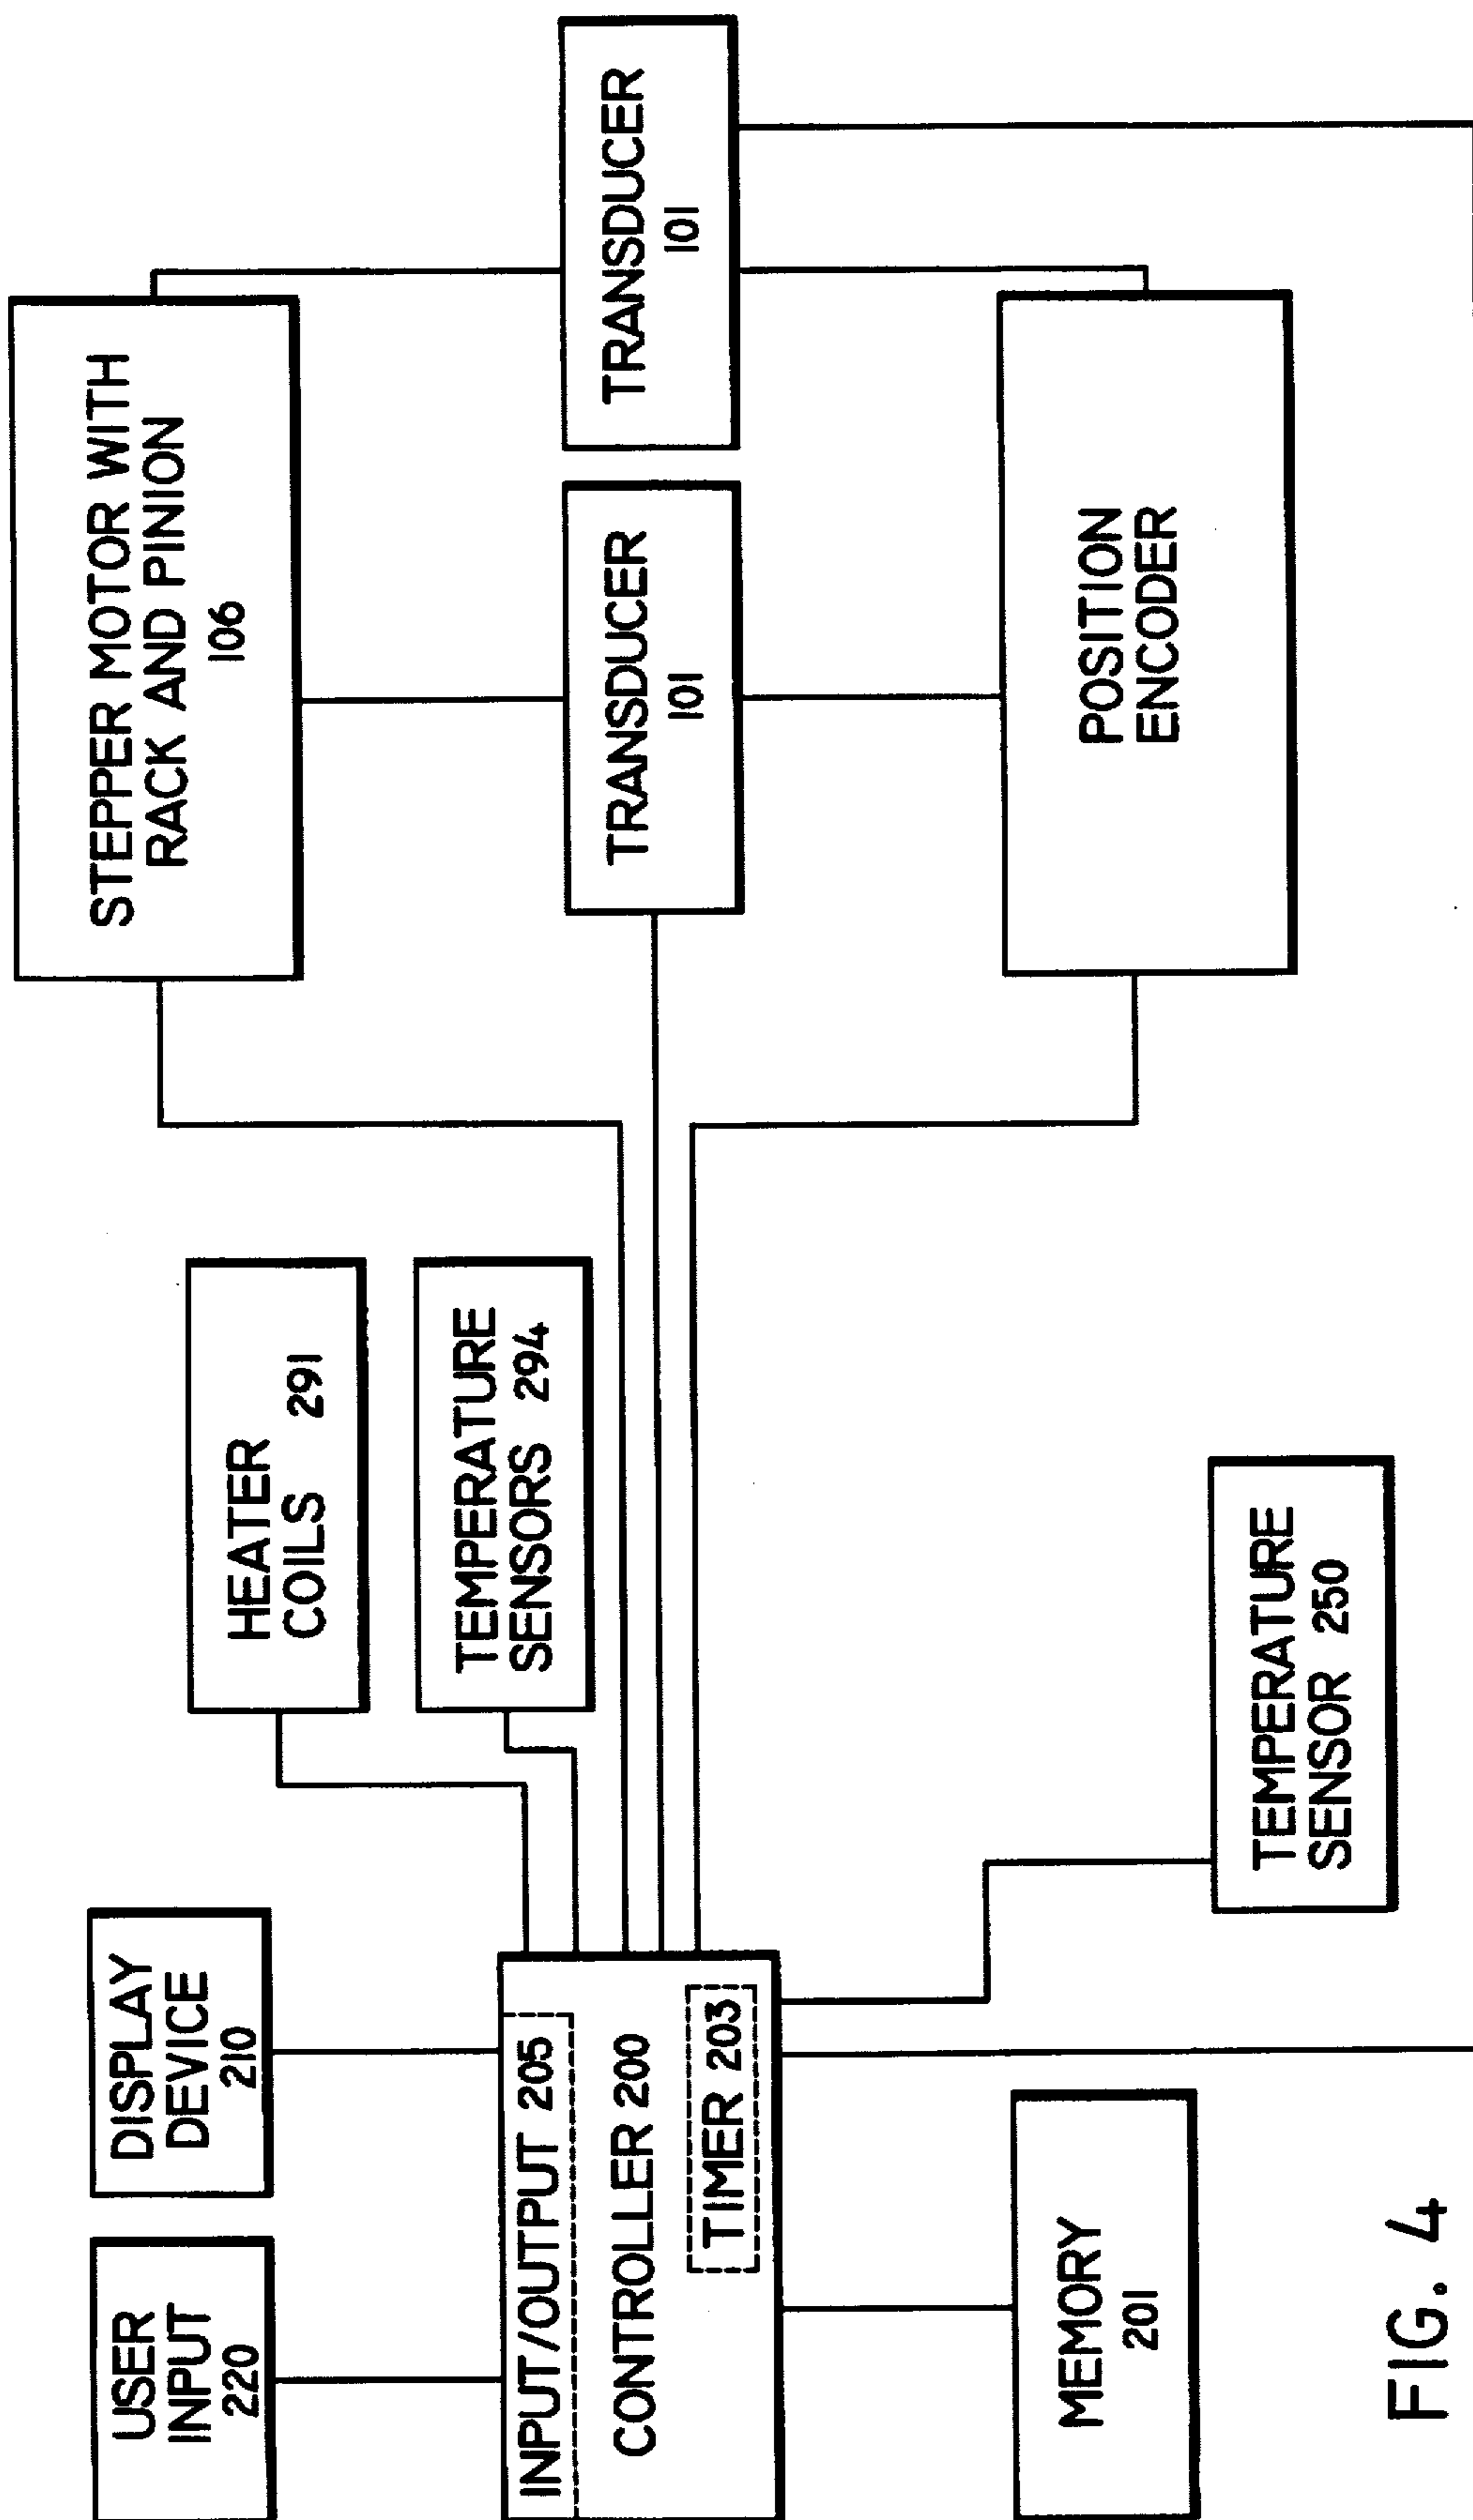 USER
INPUT
220
DISPLAY
DEVICE
210
INPUT/OUTPUT 205
CONTROLLER 200
TIMER 203
MEMORY
201
HEATER
COILS 291
TEMPERATURE
SENSORS 294
TEMPERATURE
SENSOR 250
STEPPER MOTOR WITH
RACK AND PINION
106
TRANSDUCER
101
TRANSDUCER
101
POSITION
ENCODER
FIG. 4